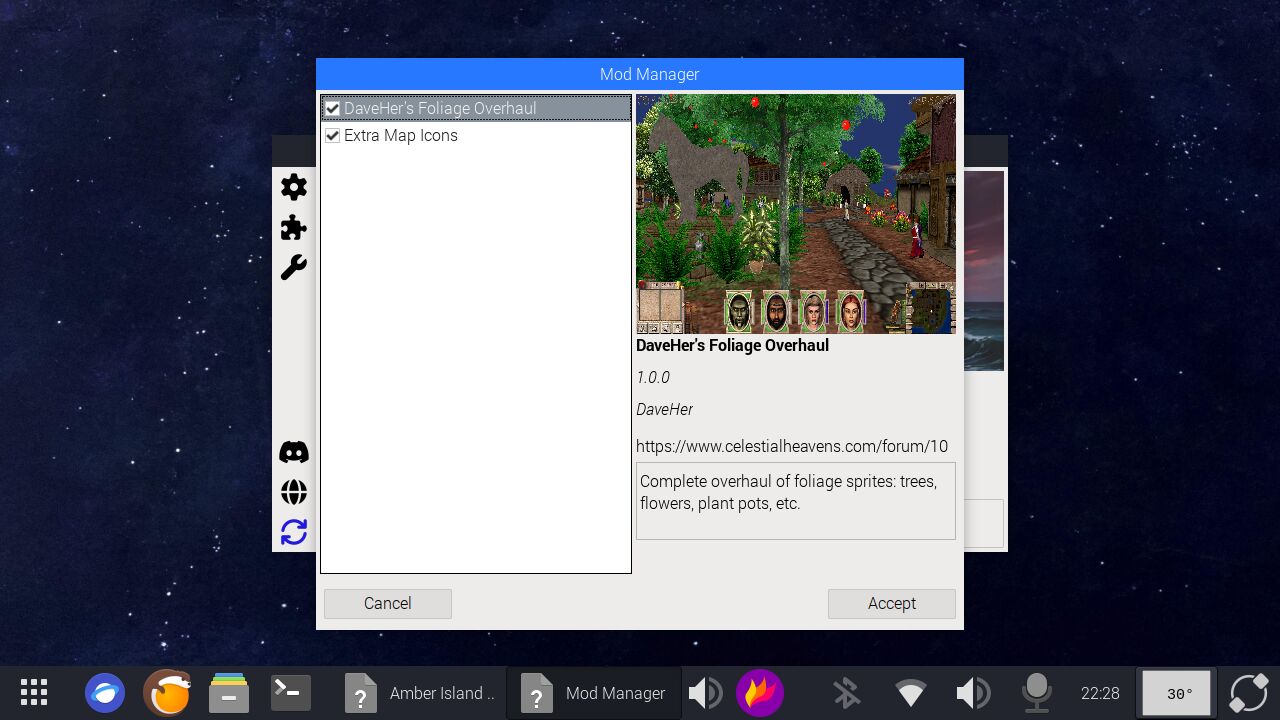 Mod Manager
DaveHer's Foliage Overhaul
Extra Map Icons
DaveHer's Foliage Overhaul
1.0.0
DaveHer
https://www.celestialheavens.com/forum/10
Complete overhaul of foliage sprites: trees,
flowers, plant pots, etc.
Cancel
Accept
Amber Island ..
Mod Manager
22:28
30°